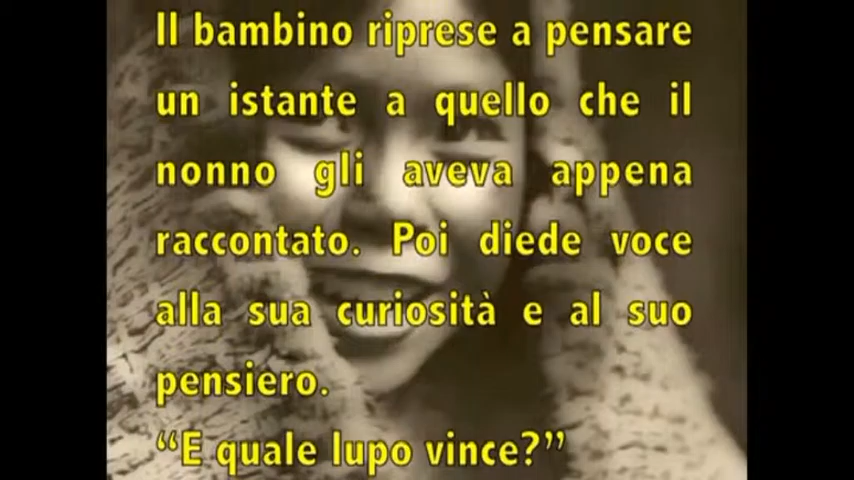 Il bambino riprese a pensare
un istante a quello che il
nonno gli aveva appena
raccontato. Poi diede voce
alla sua curiosità e al suo
pensiero.
“E quale lupo vince?”